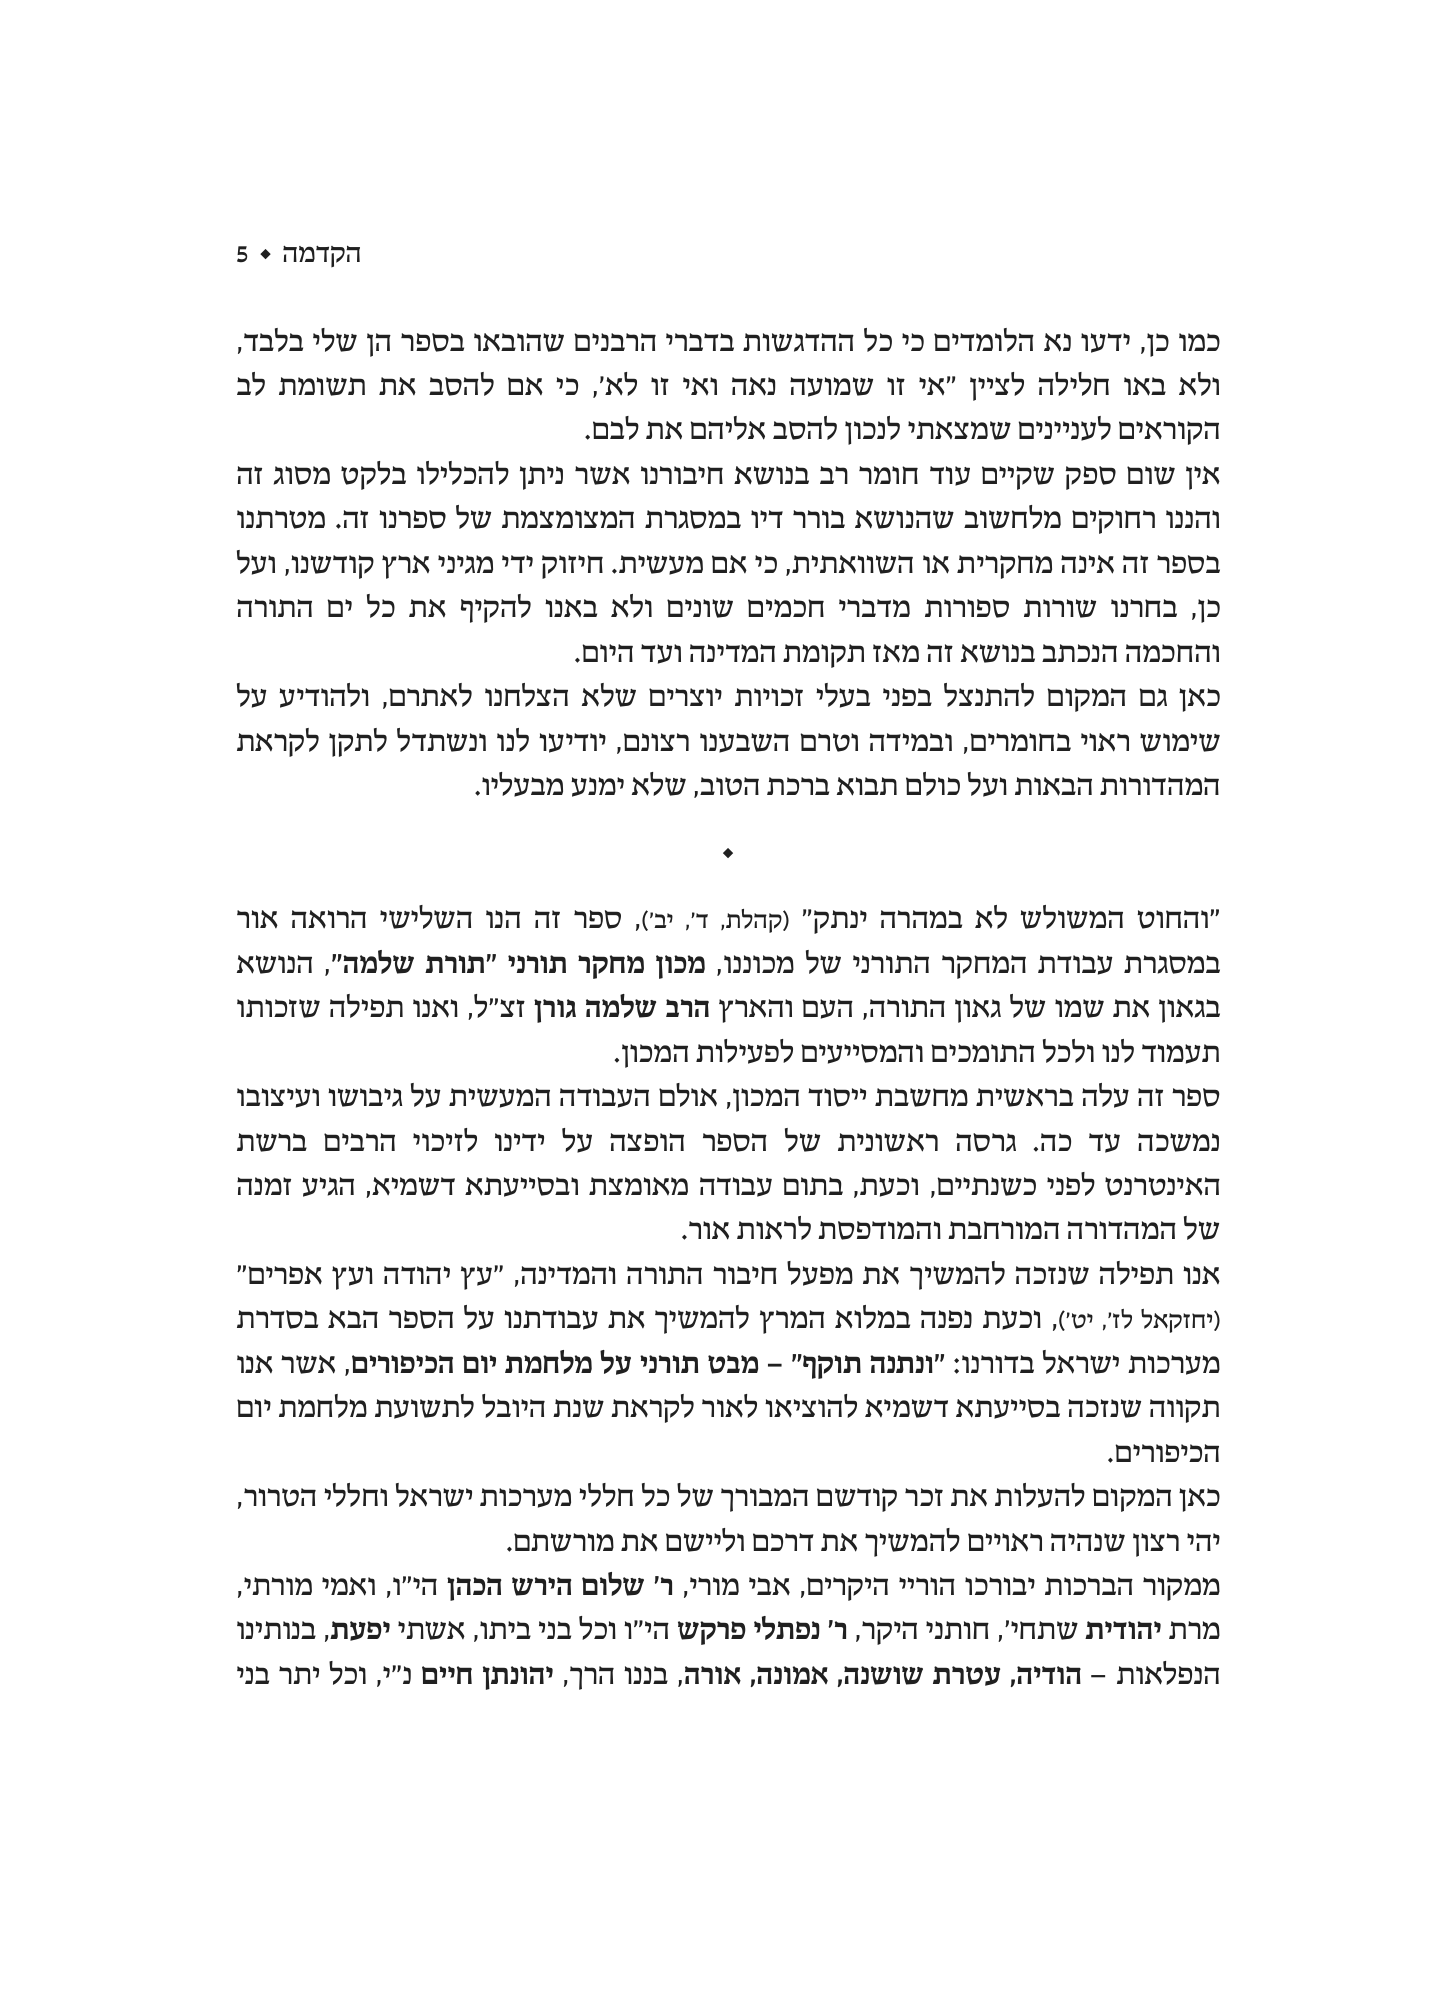 הקדמה ◆ 5
כמו כן, ידעו נא הלומדים כי כל ההדגשות בדברי הרבנים שהובאו בספר הן שלי בלבד,
ולא באו חלילה לציין "אי זו שמועה נאה ואי זו לא', כי אם להסב את תשומת לב
הקוראים לעניינים שמצאתי לנכון להסב אליהם את לבם.
אין שום ספק שקיים עוד חומר רב בנושא חיבורנו אשר ניתן להכלילו בלקט מסוג זה
והננו רחוקים מלחשוב שהנושא בורר דיו במסגרת המצומצמת של ספרנו זה. מטרתנו
בספר זה אינה מחקרית או השוואתית, כי אם מעשית. חיזוק ידי מגיני ארץ קודשנו, ועל
כן, בחרנו שורות ספורות מדברי חכמים שונים ולא באנו להקיף את כל ים התורה
והחכמה הנכתב בנושא זה מאז תקומת המדינה ועד היום.
כאן גם המקום להתנצל בפני בעלי זכויות יוצרים שלא הצלחנו לאתרם, ולהודיע על
שימוש ראוי בחומרים, ובמידה וטרם השבענו רצונם, יודיעו לנו ונשתדל לתקן לקראת
המהדורות הבאות ועל כולם תבוא ברכת הטוב, שלא ימנע מבעליו.
◆
"והחוט המשולש לא במהרה ינתק" (קהלת, ד', יב'), ספר זה הנו השלישי הרואה אור
במסגרת עבודת המחקר התורני של מכוננו, מכון מחקר תורני "תורת שלמה", הנושא
בגאון את שמו של גאון התורה, העם והארץ הרב שלמה גורן זצ"ל, ואנו תפילה שזכותו
תעמוד לנו ולכל התומכים והמסייעים לפעילות המכון.
ספר זה עלה בראשית מחשבת ייסוד המכון, אולם העבודה המעשית על גיבושו ועיצובו
נמשכה עד כה. גרסה ראשונית של הספר הופצה על ידינו לזיכוי הרבים ברשת
האינטרנט לפני כשנתיים, וכעת, בתום עבודה מאומצת ובסייעתא דשמיא, הגיע זמנה
של המהדורה המורחבת והמודפסת לראות אור.
אנו תפילה שנזכה להמשיך את מפעל חיבור התורה והמדינה, "עץ יהודה ועץ אפרים"
(יחזקאל לז', יט'), וכעת נפנה במלוא המרץ להמשיך את עבודתנו על הספר הבא בסדרת
מערכות ישראל בדורנו: "ונתנה תוקף" – מבט תורני על מלחמת יום הכיפורים, אשר אנו
תקווה שנזכה בסייעתא דשמיא להוציאו לאור לקראת שנת היובל לתשועת מלחמת יום
הכיפורים.
כאן המקום להעלות את זכר קודשם המבורך של כל חללי מערכות ישראל וחללי הטרור,
יהי רצון שנהיה ראויים להמשיך את דרכם וליישם את מורשתם.
ממקור הברכות יבורכו הוריי היקרים, אבי מורי, ר' שלום הירש הכהן הי"ו, ואמי מורתי,
מרת יהודית שתחי', חותני היקר, ר' נפתלי פרקש הי"ו וכל בני ביתו, אשתי יפעת, בנותינו
הנפלאות – הודיה, עטרת שושנה, אמונה, אורה, בננו הרך, יהונתן חיים נ"י, וכל יתר בני